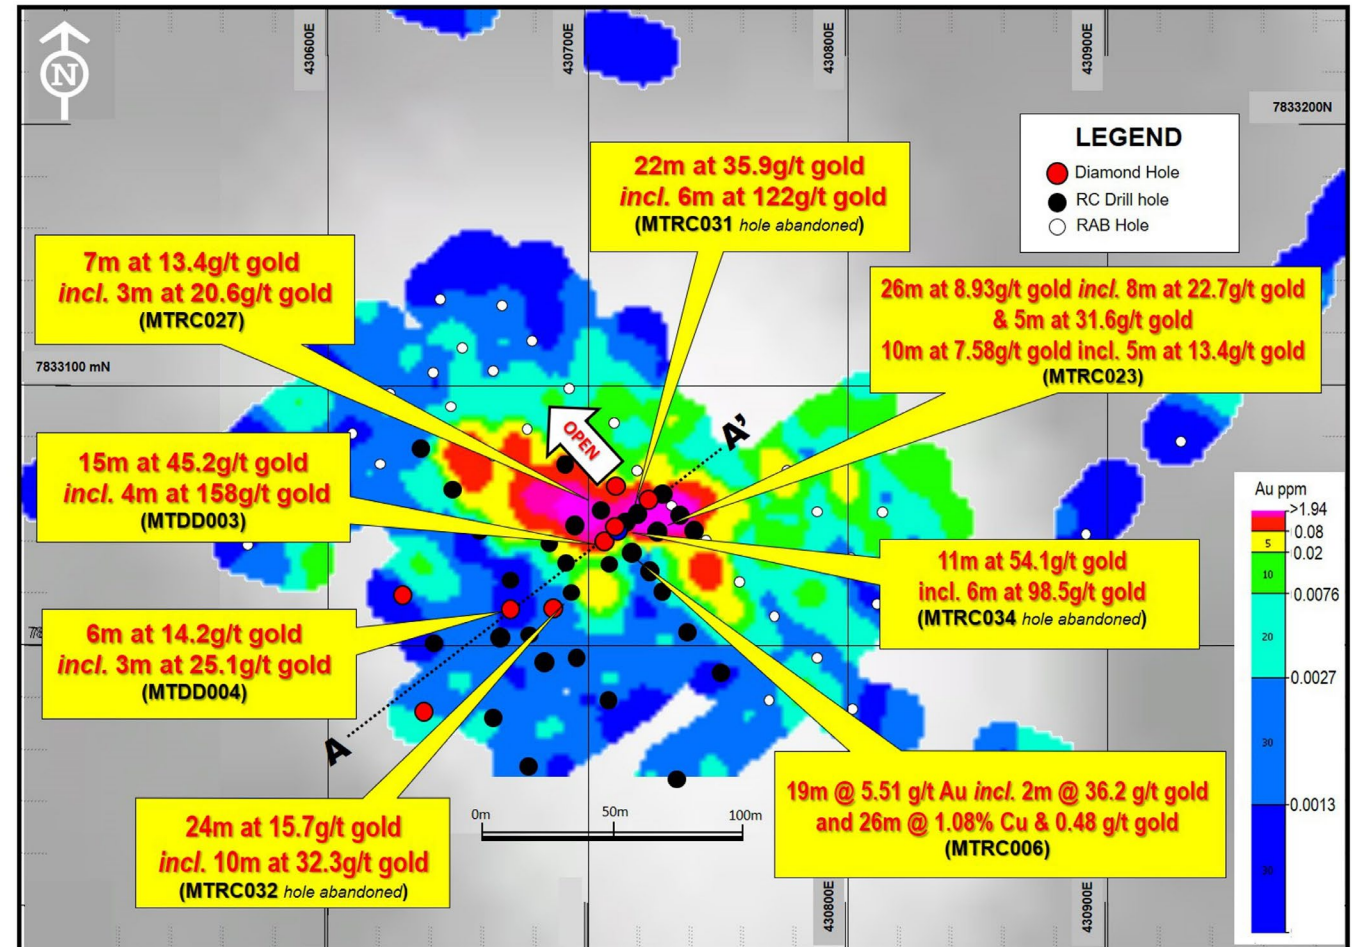 N
430600E
430700E
430800E
430900E
7833200N
LEGEND
Diamond Hole
RC Drill hole
RAB Hole
22m at 35.9g/t gold
incl. 6m at 122g/t gold
(MTRC031 hole abandoned)
7m at 13.4g/t gold
incl. 3m at 20.6g/t gold
(MTRC027)
26m at 8.93g/t gold incl. 8m at 22.7g/t gold
& 5m at 31.6g/t gold
10m at 7.58g/t gold incl. 5m at 13.4g/t gold
(MTRC023)
7833100 mN
OPEN
A'
15m at 45.2g/t gold
incl. 4m at 158g/t gold
(MTDD003)
Au ppm
>1.94
0.08
5
0.02
10
0.0076
20
0.0027
30
0.0013
11m at 54.1g/t gold
incl. 6m at 98.5g/t gold
(MTRC034 hole abandoned)
6m at 14.2g/t gold
incl. 3m at 25.1g/t gold
(MTDD004)
A
19m @ 5.51 g/t Au incl. 2m @ 36.2 g/t gold
and 26m @ 1.08% Cu & 0.48 g/t gold
(MTRC006)
24m at 15.7g/t gold
incl. 10m at 32.3g/t gold
(MTRC032 hole abandoned)
0m
50m
100m
430800E
430900E